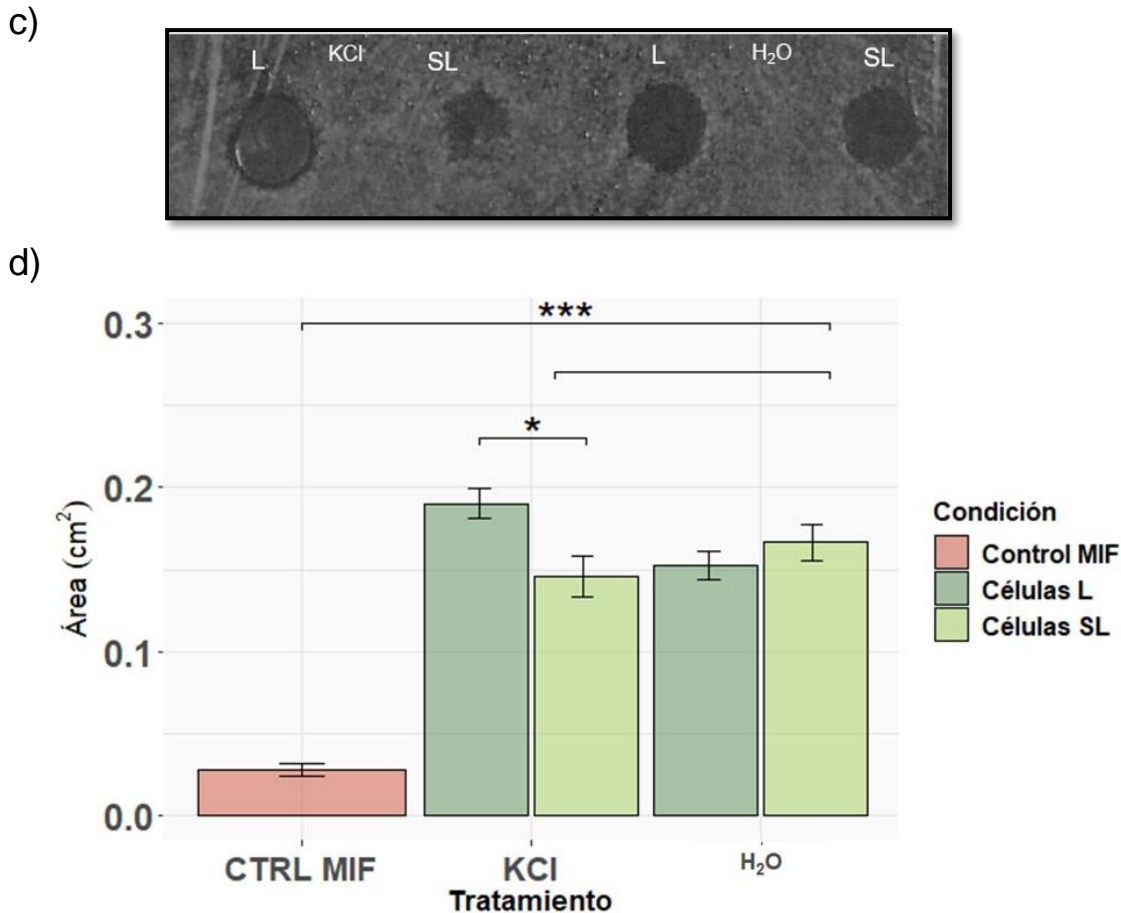 c)
L KCl SL L H₂O SL
d)
***
*
0.3
0.2
0.1
0.0
Área (cm²)
CTRL MIF KCl H₂O
Tratamiento
Condición
Control MIF
Células L
Células SL